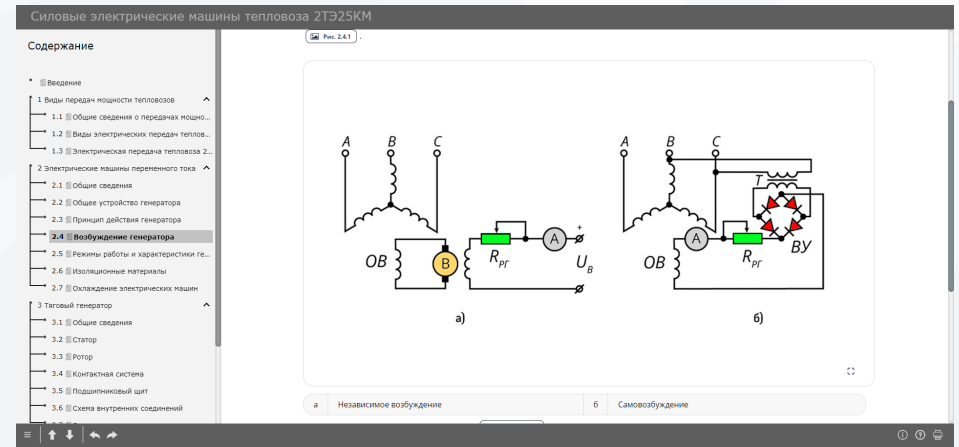 Силовые электрические машины тепловоза 2ТЭ25КМ
Содержание
Введение
1 Виды передач мощности тепловозов
1.1 Общие сведения о передачах мощно...
1.2 Виды электрических передач теплов...
1.3 Электрическая передача тепловоза 2...
2 Электрические машины переменного тока
2.1 Общие сведения
2.2 Общее устройство генератора
2.3 Принцип действия генератора
2.4 Возбуждение генератора
2.5 Режимы работы и характеристики ге...
2.6 Изоляционные материалы
2.7 Охлаждение электрических машин
3 Тяговый генератор
3.1 Общие сведения
3.2 Статор
3.3 Ротор
3.4 Контактная система
3.5 Подшипниковый щит
3.6 Схема внутренних соединений
Рис. 2.4.1 .
A B C
ОВ В RРГ A + UВ
а)
A B C
Т
ОВ A RРГ ВУ
б)
а Независимое возбуждение б Самовозбуждение